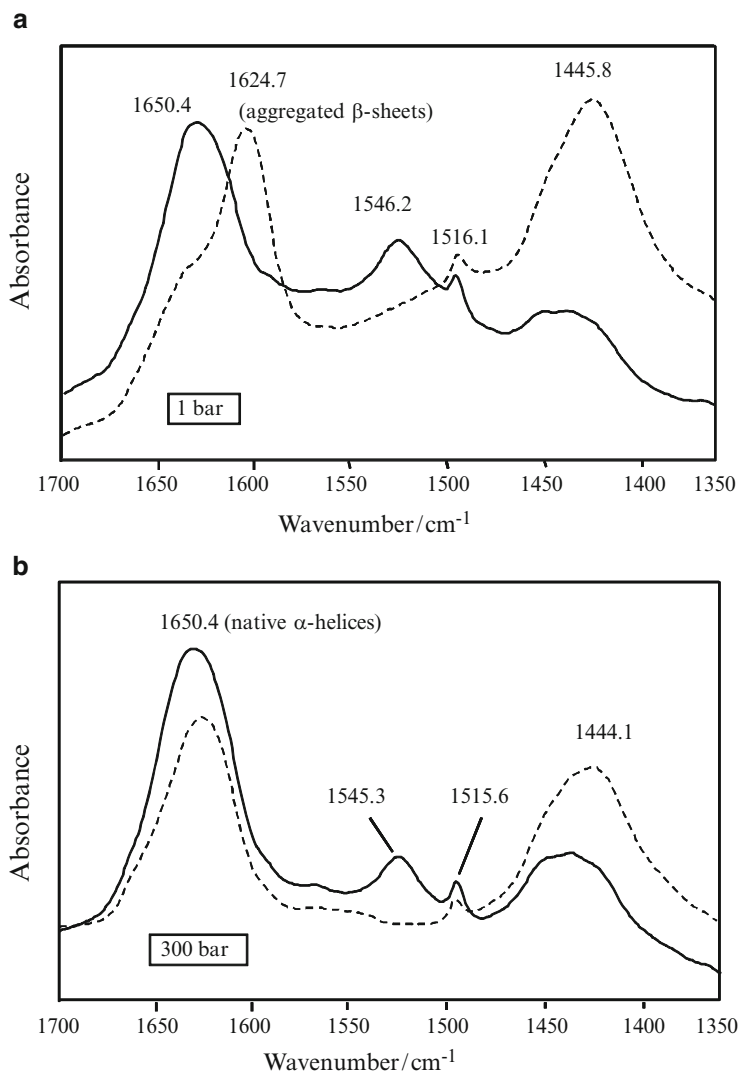 a
1624.7
1445.8
1650.4
(aggregated β-sheets)
1546.2
1516.1
Absorbance
1 bar
1700 1650 1600 1550 1500 1450 1400 1350
Wavenumber/cm⁻¹
b
1650.4 (native α-helices)
1444.1
1545.3
1515.6
Absorbance
300 bar
1700 1650 1600 1550 1500 1450 1400 1350
Wavenumber/cm⁻¹